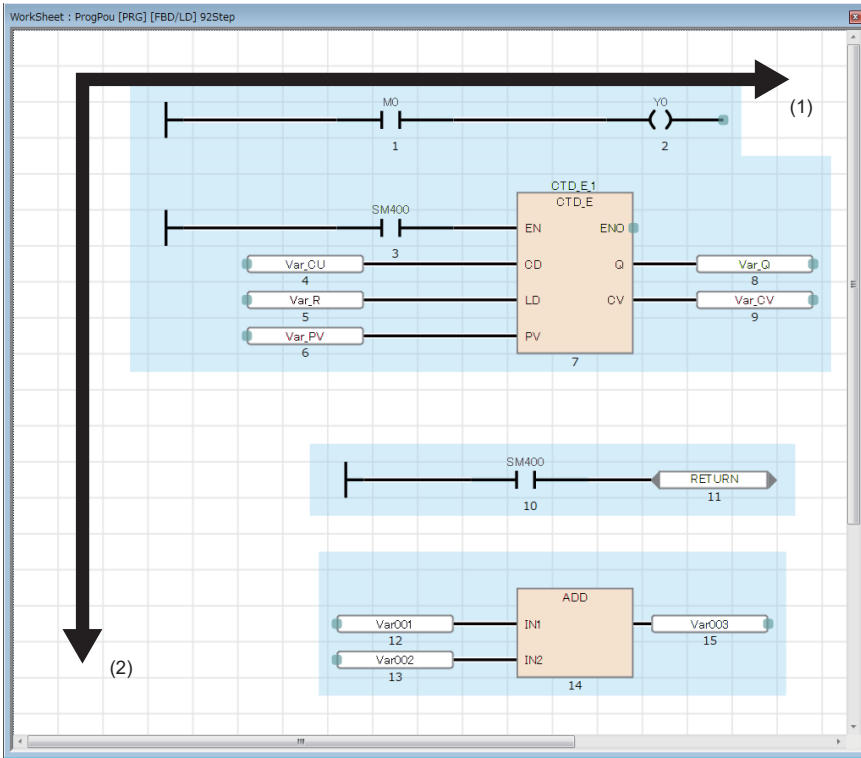 WorkSheet : ProgPou [PRG] [FBD/LD] 92Step
(1)
M0 Y0
1 2
CTD_E_1
CTD_E
SM400
EN ENO
3
Var_CU CD Q Var_Q
4 8
Var_R LD CV Var_CV
5 9
Var_PV PV
6
7
SM400
RETURN
10 11
ADD
Var001 IN1 Var003
12 15
Var002 IN2
13
14
(2)